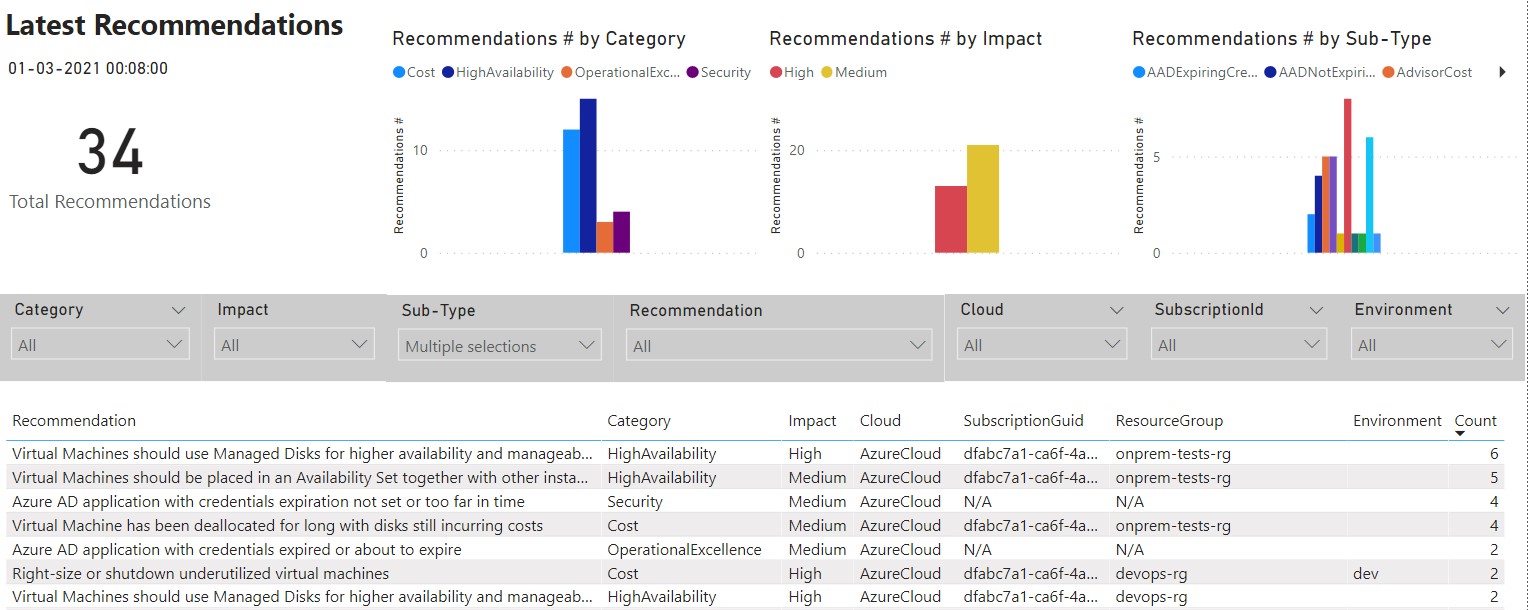 Latest Recommendations
01-03-2021 00:08:00
34
Total Recommendations
Recommendations # by Category
Cost HighAvailability OperationalExc... Security
Recommendations #
10
0
Recommendations # by Impact
High Medium
Recommendations #
20
0
Recommendations # by Sub-Type
AADExpiringCre... AADNotExpiri... AdvisorCost
Recommendations #
5
0
Category Impact Sub-Type Recommendation Cloud SubscriptionId Environment
All All Multiple selections All All All All
Recommendation Category Impact Cloud SubscriptionGuid ResourceGroup Environment Count
Virtual Machines should use Managed Disks for higher availability and manageab... HighAvailability High AzureCloud dfabc7a1-ca6f-4a... onprem-tests-rg 6
Virtual Machines should be placed in an Availability Set together with other insta... HighAvailability Medium AzureCloud dfabc7a1-ca6f-4a... onprem-tests-rg 5
Azure AD application with credentials expiration not set or too far in time Security Medium AzureCloud N/A N/A 4
Virtual Machine has been deallocated for long with disks still incurring costs Cost Medium AzureCloud dfabc7a1-ca6f-4a... onprem-tests-rg 4
Azure AD application with credentials expired or about to expire OperationalExcellence Medium AzureCloud N/A N/A 2
Right-size or shutdown underutilized virtual machines Cost High AzureCloud dfabc7a1-ca6f-4a... devops-rg dev 2
Virtual Machines should use Managed Disks for higher availability and manageab... HighAvailability High AzureCloud dfabc7a1-ca6f-4a... devops-rg 2